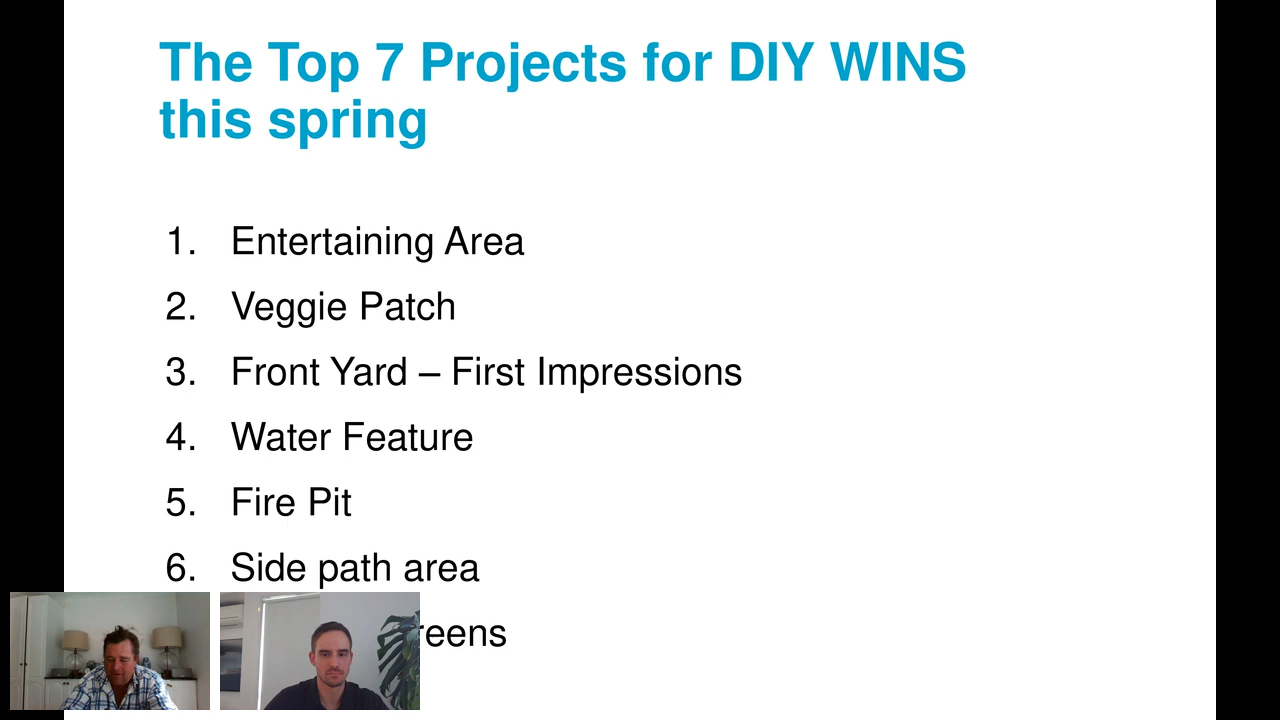 The Top 7 Projects for DIY WINS
this spring
1. Entertaining Area
2. Veggie Patch
3. Front Yard – First Impressions
4. Water Feature
5. Fire Pit
6. Side path area